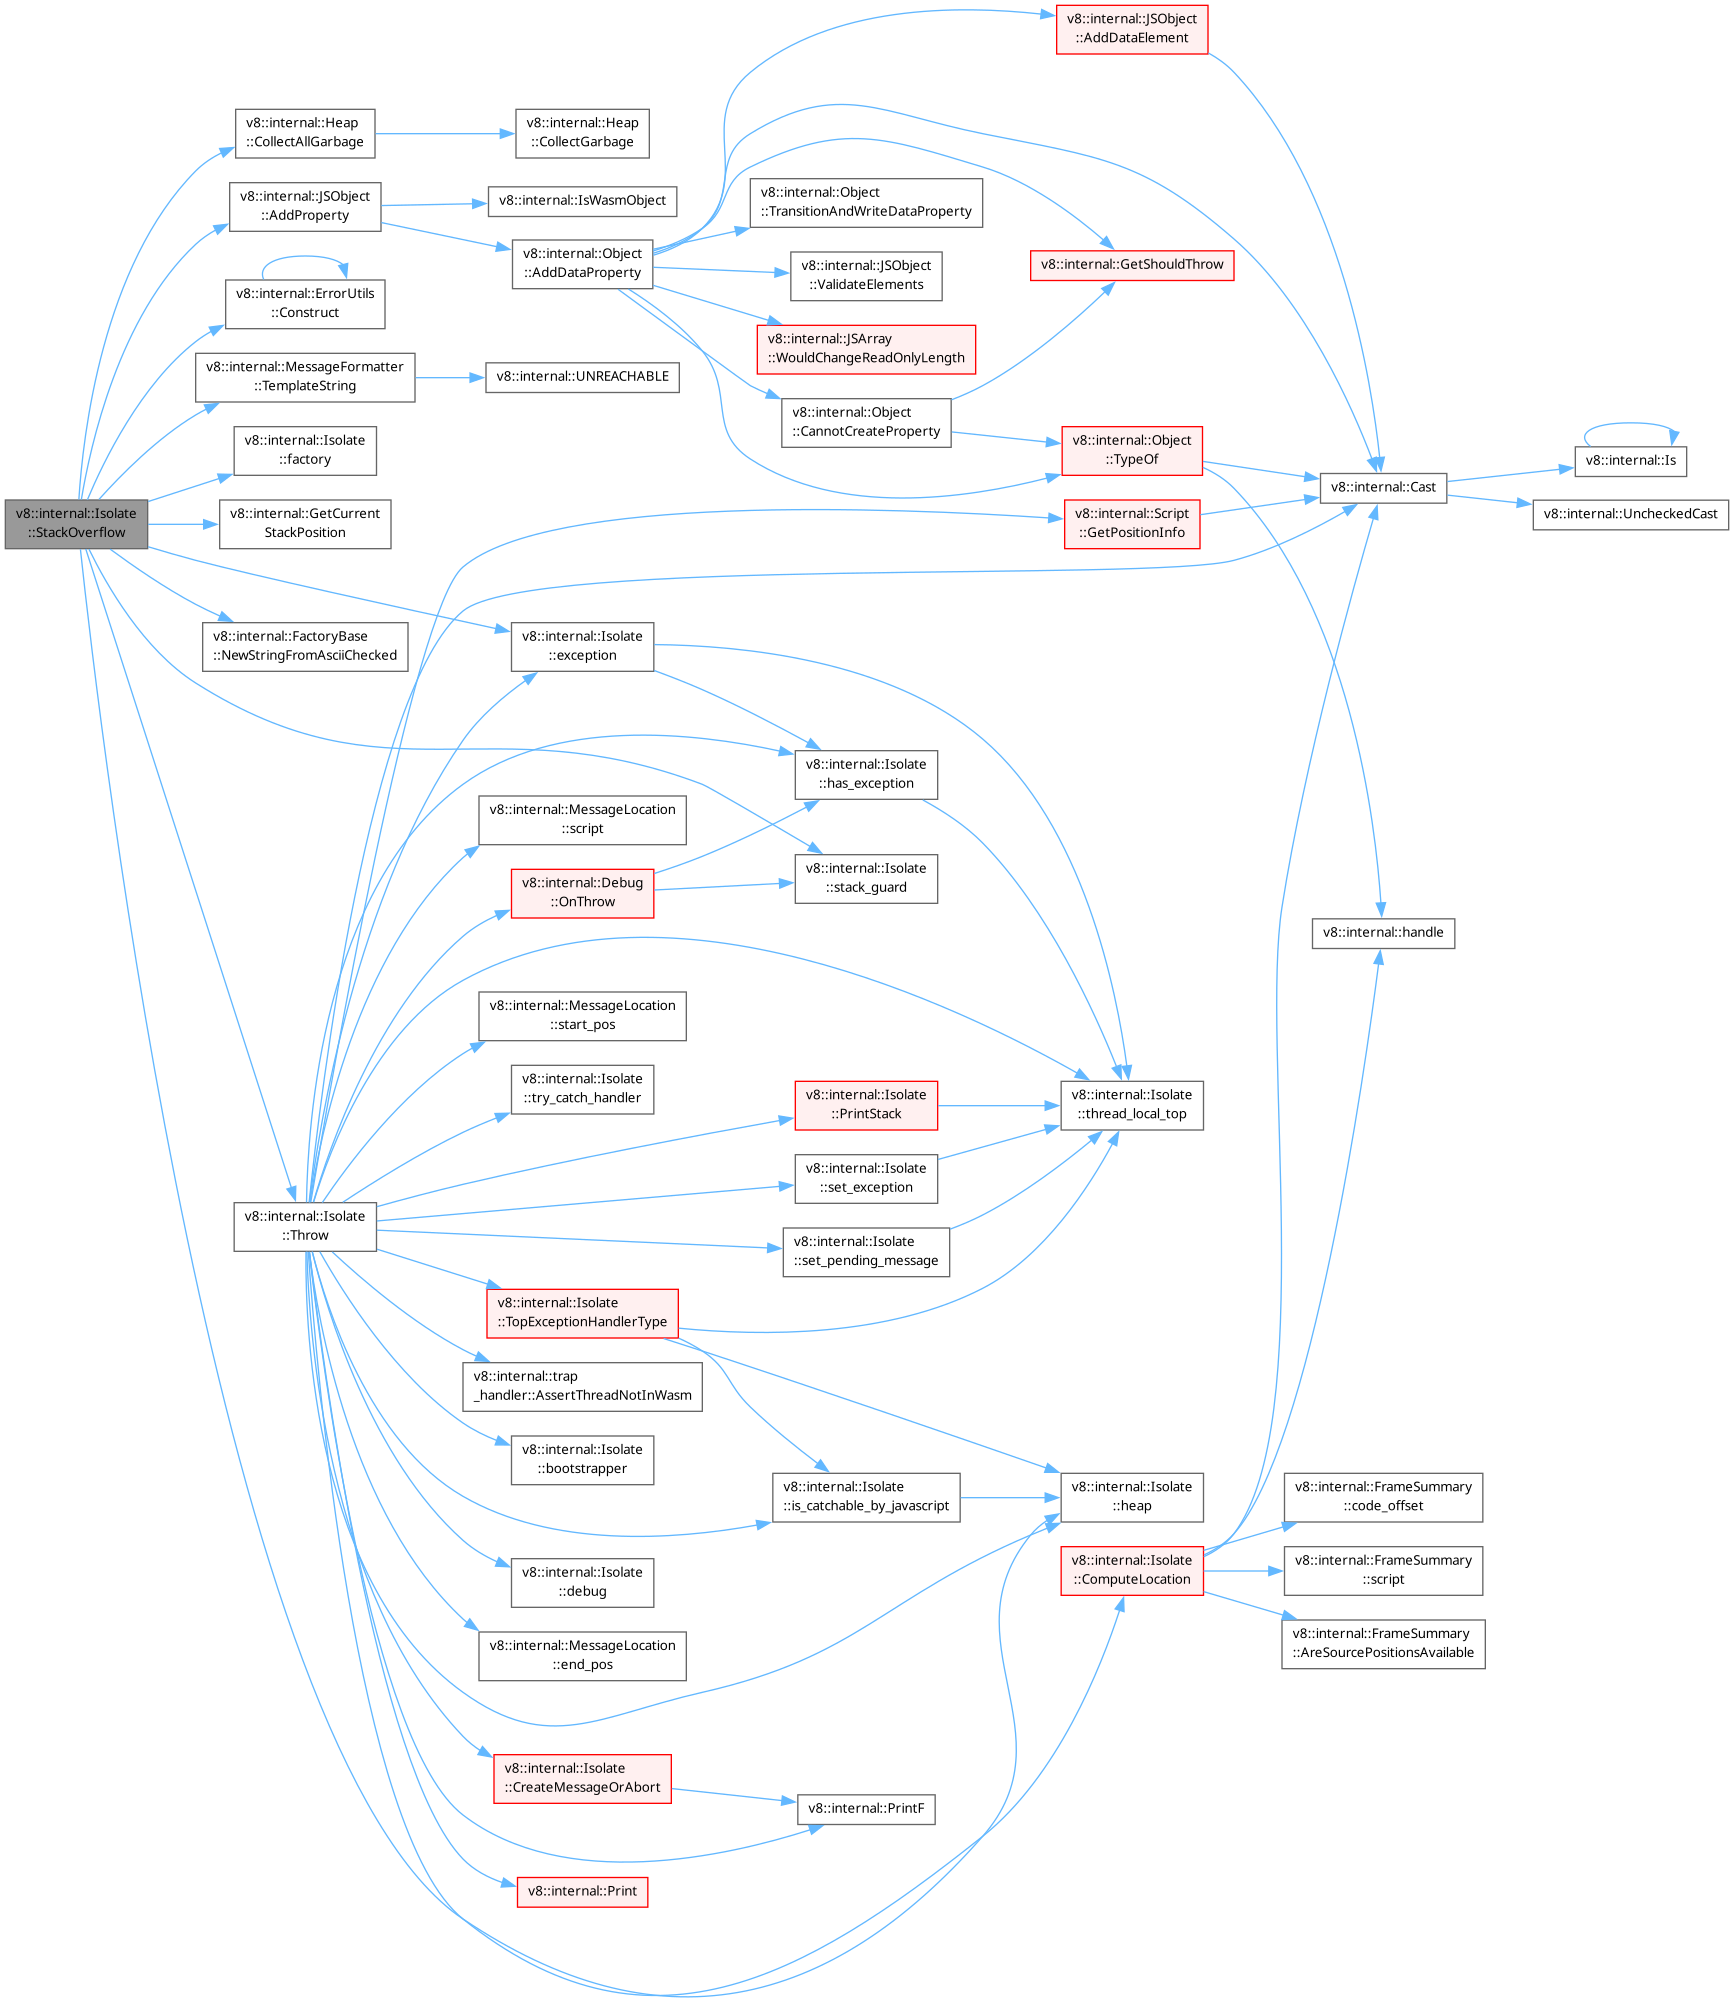 v8::internal::JSObject
::AddDataElement
v8::internal::Heap
::CollectAllGarbage
v8::internal::Heap
::CollectGarbage
v8::internal::JSObject
::AddProperty
v8::internal::IsWasmObject
v8::internal::Object
::TransitionAndWriteDataProperty
v8::internal::Object
::AddDataProperty
v8::internal::GetShouldThrow
v8::internal::JSObject
::ValidateElements
v8::internal::ErrorUtils
::Construct
v8::internal::JSArray
::WouldChangeReadOnlyLength
v8::internal::MessageFormatter
::TemplateString
v8::internal::UNREACHABLE
v8::internal::Object
::CannotCreateProperty
v8::internal::Isolate
::factory
v8::internal::Object
::TypeOf
v8::internal::Is
v8::internal::Cast
v8::internal::Isolate
::StackOverflow
v8::internal::GetCurrent
StackPosition
v8::internal::Script
::GetPositionInfo
v8::internal::UncheckedCast
v8::internal::FactoryBase
::NewStringFromAsciiChecked
v8::internal::Isolate
::exception
v8::internal::Isolate
::has_exception
v8::internal::MessageLocation
::script
v8::internal::Debug
::OnThrow
v8::internal::Isolate
::stack_guard
v8::internal::handle
v8::internal::MessageLocation
::start_pos
v8::internal::Isolate
::try_catch_handler
v8::internal::Isolate
::PrintStack
v8::internal::Isolate
::thread_local_top
v8::internal::Isolate
::set_exception
v8::internal::Isolate
::Throw
v8::internal::Isolate
::set_pending_message
v8::internal::Isolate
::TopExceptionHandlerType
v8::internal::trap
_handler::AssertThreadNotInWasm
v8::internal::Isolate
::bootstrapper
v8::internal::Isolate
::is_catchable_by_javascript
v8::internal::Isolate
::heap
v8::internal::FrameSummary
::code_offset
v8::internal::Isolate
::debug
v8::internal::Isolate
::ComputeLocation
v8::internal::FrameSummary
::script
v8::internal::MessageLocation
::end_pos
v8::internal::FrameSummary
::AreSourcePositionsAvailable
v8::internal::Isolate
::CreateMessageOrAbort
v8::internal::PrintF
v8::internal::Print